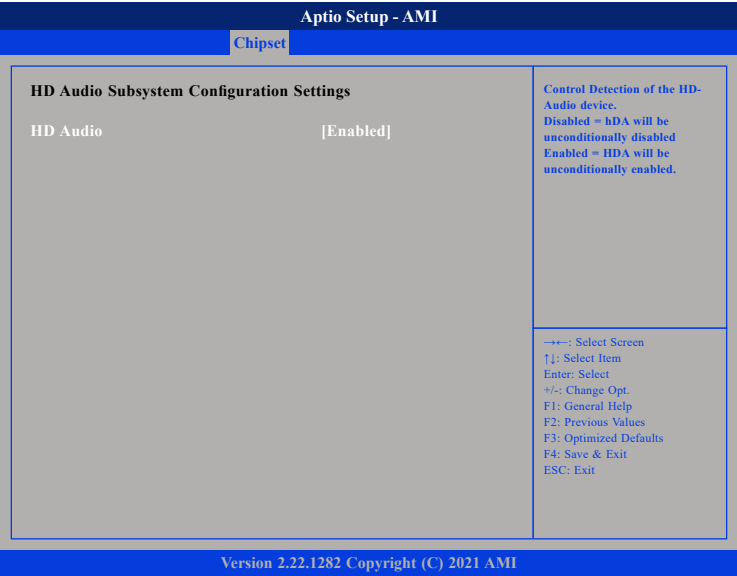 Aptio Setup - AMI
Chipset
HD Audio Subsystem Configuration Settings
HD Audio [Enabled]
Control Detection of the HD-
Audio device.
Disabled = hDA will be
unconditionally disabled
Enabled = HDA will be
unconditionally enabled.
→←: Select Screen
↑↓: Select Item
Enter: Select
+/-: Change Opt.
F1: General Help
F2: Previous Values
F3: Optimized Defaults
F4: Save & Exit
ESC: Exit
Version 2.22.1282 Copyright (C) 2021 AMI